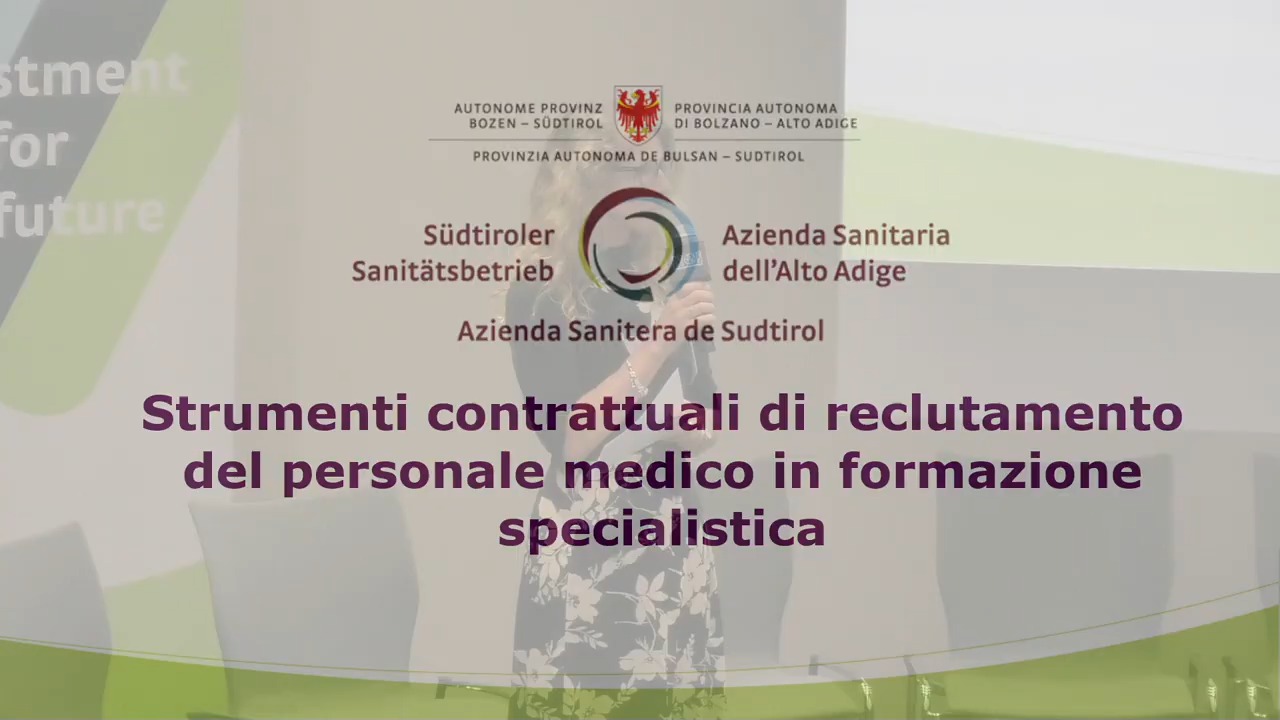 stment
for
future
AUTONOME PROVINZ
BOZEN – SÜDTIROL
PROVINCIA AUTONOMA
DI BOLZANO – ALTO ADIGE
PROVINZIA AUTONOMA DE BULSAN – SUDTIROL
Südtiroler
Sanitätsbetrieb
Azienda Sanitaria
dell'Alto Adige
Azienda Sanitera de Sudtirol
Strumenti contrattuali di reclutamento
del personale medico in formazione
specialistica